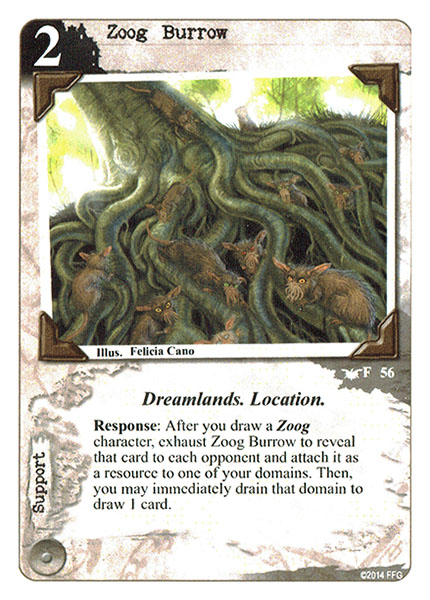 2
Zoog Burrow
Illus. Felicia Cano
F 56
Dreamlands. Location.
Response: After you draw a Zoog
character, exhaust Zoog Burrow to reveal
that card to each opponent and attach it as
a resource to one of your domains. Then,
you may immediately drain that domain to
draw 1 card.
Support
©2014 FFG